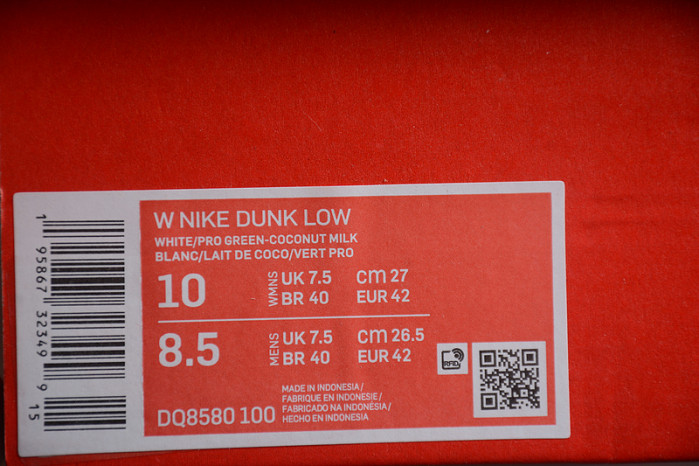 W NIKE DUNK LOW
WHITE/PRO GREEN-COCONUT MILK
BLANC/LAIT DE COCO/VERT PRO
10 WMNS UK 7.5 CM 27
BR 40 EUR 42
8.5 MENS UK 7.5 CM 26.5
BR 40 EUR 42
RFID
DQ8580 100
MADE IN INDONESIA/
FABRIQUE EN INDONESIE/
FABRICADO NA INDONÉSIA/
HECHO EN INDONESIA
1 95867 32349 9 15